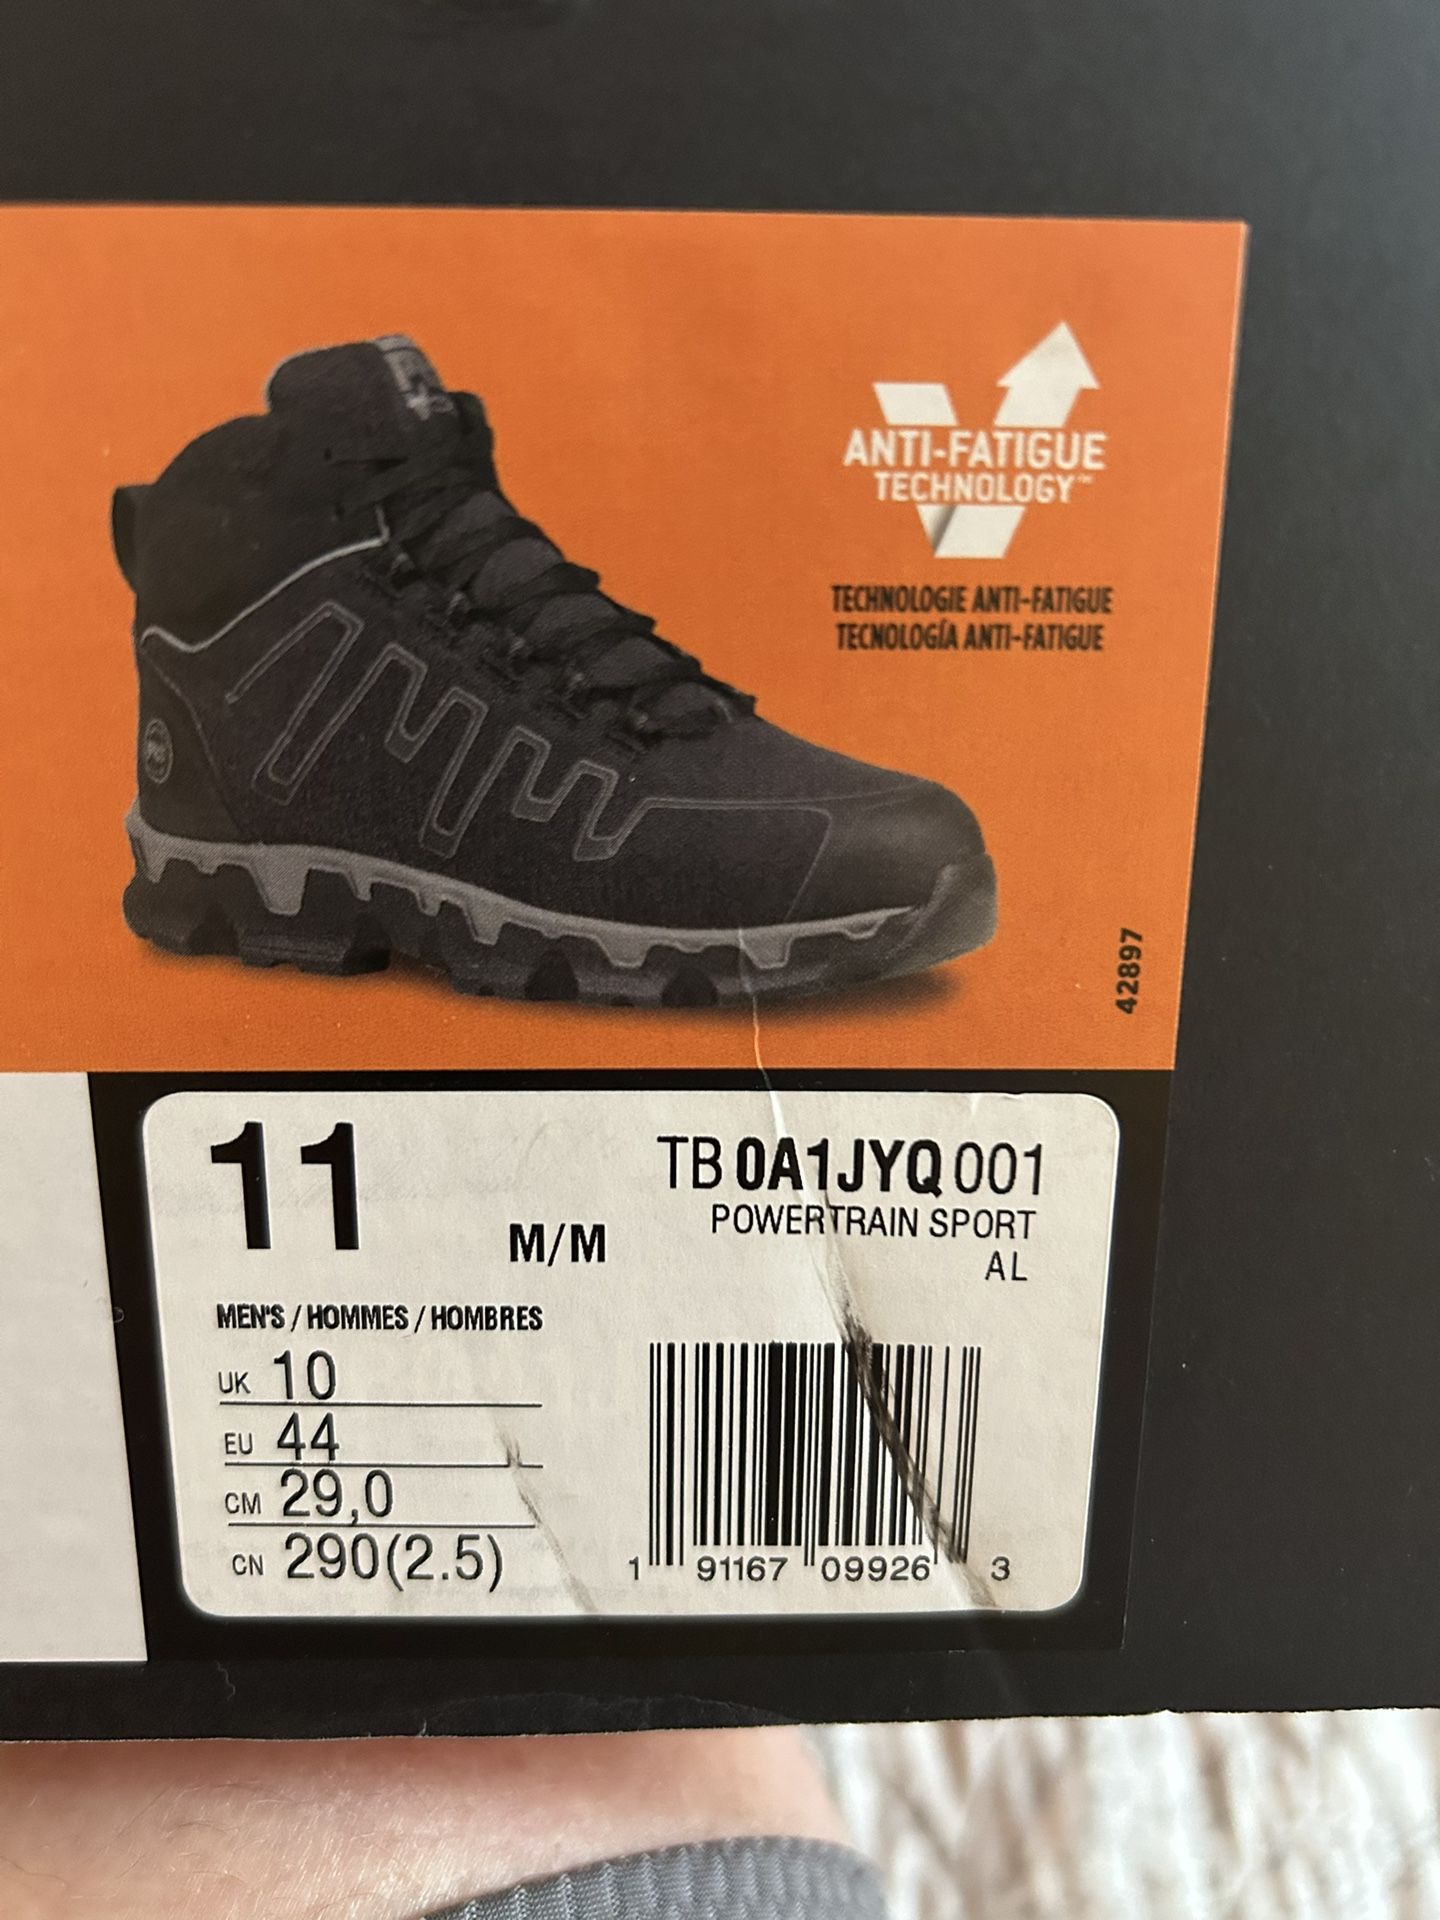 ANTI-FATIGUE
TECHNOLOGY™
TECHNOLOGIE ANTI-FATIGUE
TECNOLOGÍA ANTI-FATIGUE
42897
11
M/M
TB 0A1JYQ 001
POWERTRAIN SPORT
AL
MEN'S / HOMMES / HOMBRES
UK 10
EU 44
CM 29,0
CN 290(2.5)
1 91167 09926 3